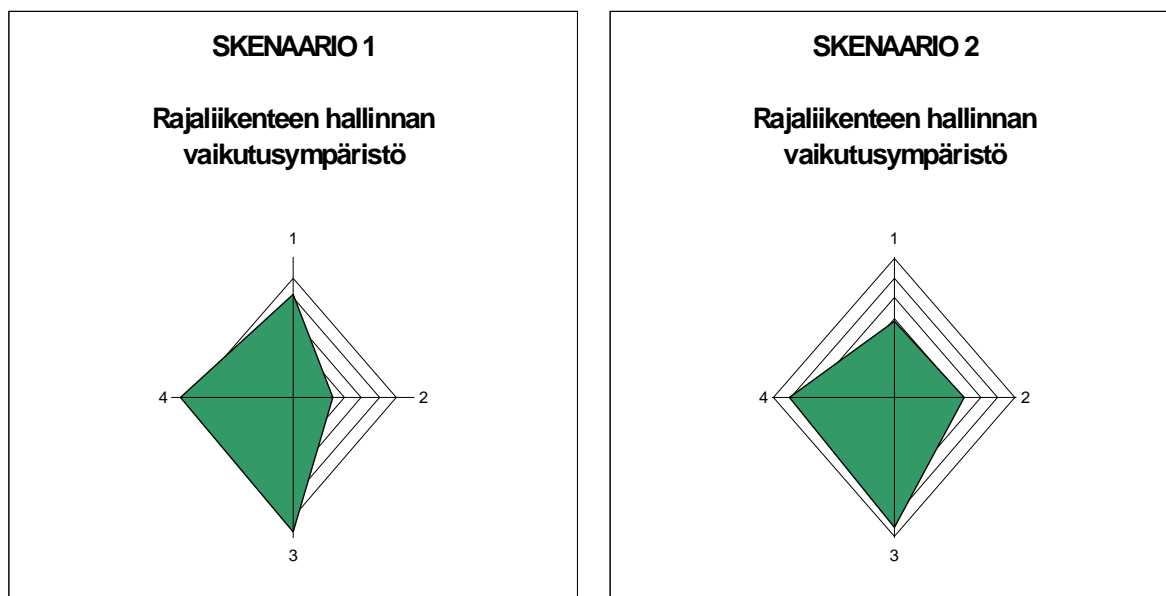 SKENAARIO 1
Rajaliikenteen hallinnan
vaikutusympäristö
1
4
2
3
SKENAARIO 2
Rajaliikenteen hallinnan
vaikutusympäristö
1
4
2
3